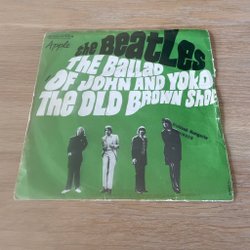 Apple
the BEATLES
THE BALLAD
OF JOHN AND YOKO
THE OLD BROWN SHOE